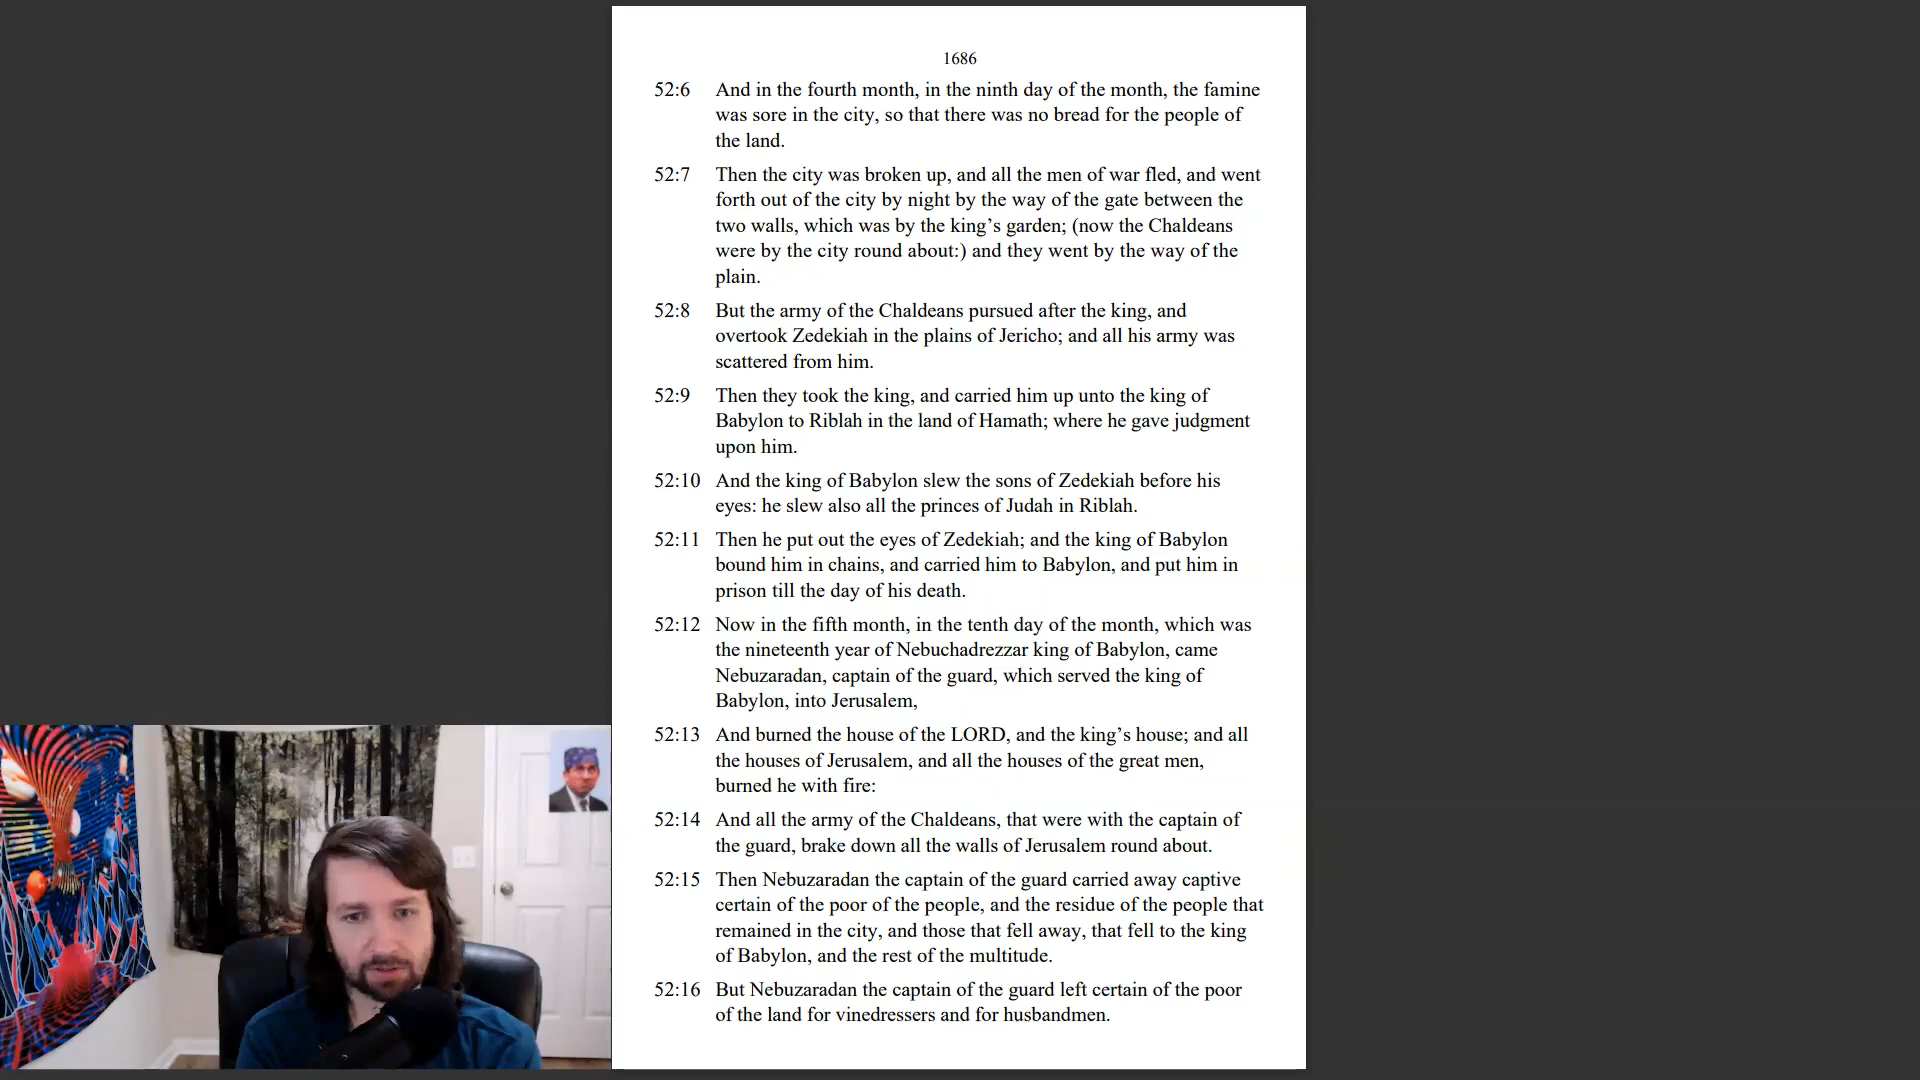 1686
52:6 And in the fourth month, in the ninth day of the month, the famine
was sore in the city, so that there was no bread for the people of
the land.
52:7 Then the city was broken up, and all the men of war fled, and went
forth out of the city by night by the way of the gate between the
two walls, which was by the king’s garden; (now the Chaldeans
were by the city round about:) and they went by the way of the
plain.
52:8 But the army of the Chaldeans pursued after the king, and
overtook Zedekiah in the plains of Jericho; and all his army was
scattered from him.
52:9 Then they took the king, and carried him up unto the king of
Babylon to Riblah in the land of Hamath; where he gave judgment
upon him.
52:10 And the king of Babylon slew the sons of Zedekiah before his
eyes: he slew also all the princes of Judah in Riblah.
52:11 Then he put out the eyes of Zedekiah; and the king of Babylon
bound him in chains, and carried him to Babylon, and put him in
prison till the day of his death.
52:12 Now in the fifth month, in the tenth day of the month, which was
the nineteenth year of Nebuchadrezzar king of Babylon, came
Nebuzaradan, captain of the guard, which served the king of
Babylon, into Jerusalem,
52:13 And burned the house of the LORD, and the king’s house; and all
the houses of Jerusalem, and all the houses of the great men,
burned he with fire:
52:14 And all the army of the Chaldeans, that were with the captain of
the guard, brake down all the walls of Jerusalem round about.
52:15 Then Nebuzaradan the captain of the guard carried away captive
certain of the poor of the people, and the residue of the people that
remained in the city, and those that fell away, that fell to the king
of Babylon, and the rest of the multitude.
52:16 But Nebuzaradan the captain of the guard left certain of the poor
of the land for vinedressers and for husbandmen.